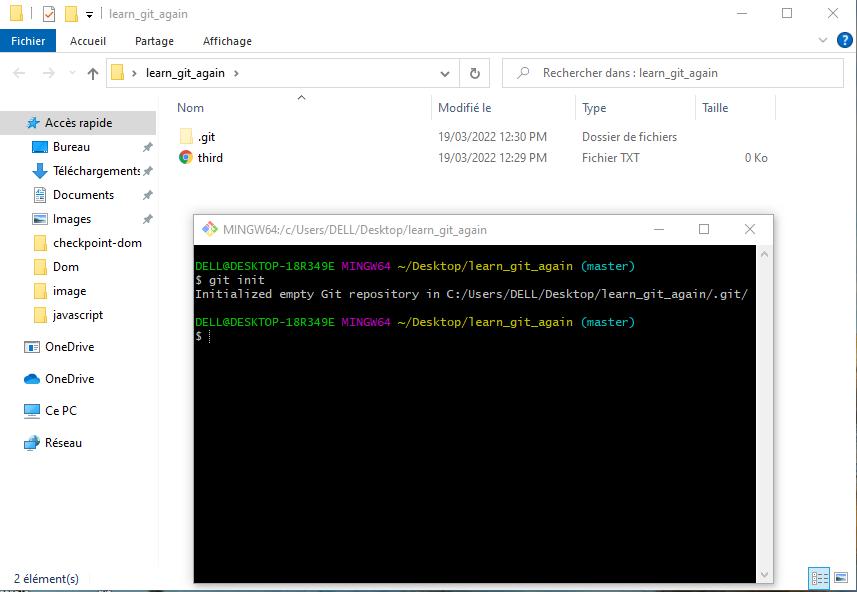 learn_git_again
Fichier Accueil Partage Affichage
learn_git_again
Rechercher dans : learn_git_again
Nom Modifié le Type Taille
.git 19/03/2022 12:30 PM Dossier de fichiers
third 19/03/2022 12:29 PM Fichier TXT 0 Ko
Accès rapide
Bureau
Téléchargements
Documents
Images
checkpoint-dom
Dom
image
javascript
OneDrive
OneDrive
Ce PC
Réseau
2 élément(s)
MINGW64:/c/Users/DELL/Desktop/learn_git_again
DELL@DESKTOP-18R349E MINGW64 ~/Desktop/learn_git_again (master)
$ git init
Initialized empty Git repository in C:/Users/DELL/Desktop/learn_git_again/.git/
DELL@DESKTOP-18R349E MINGW64 ~/Desktop/learn_git_again (master)
$